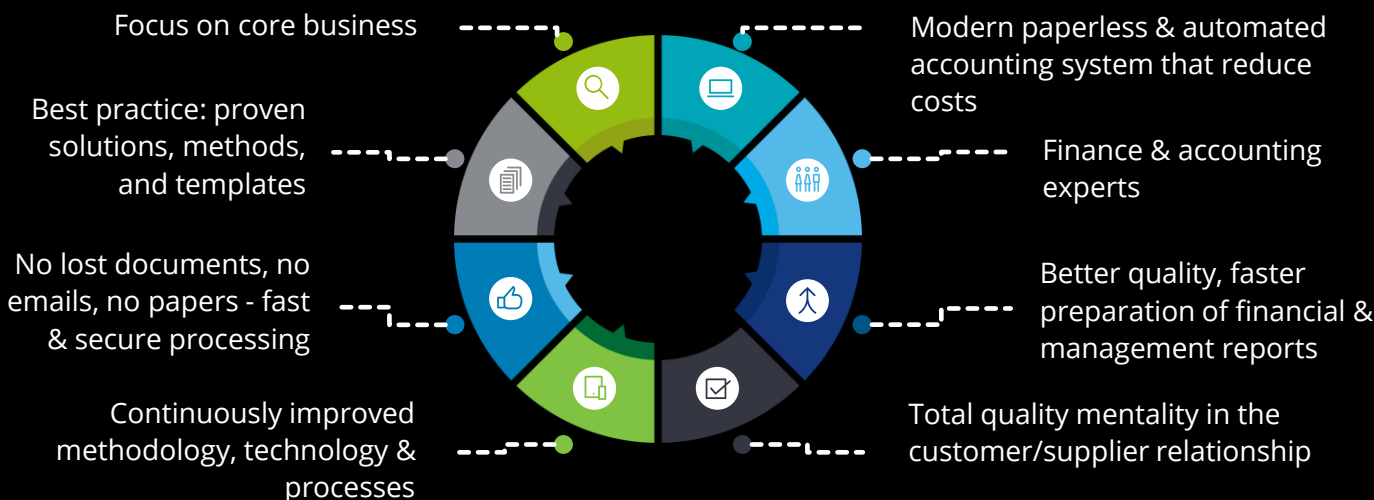 Focus on core business
Best practice: proven
solutions, methods,
and templates
No lost documents, no
emails, no papers - fast
& secure processing
Continuously improved
methodology, technology &
processes
Modern paperless & automated
accounting system that reduce
costs
Finance & accounting
experts
Better quality, faster
preparation of financial &
management reports
Total quality mentality in the
customer/supplier relationship